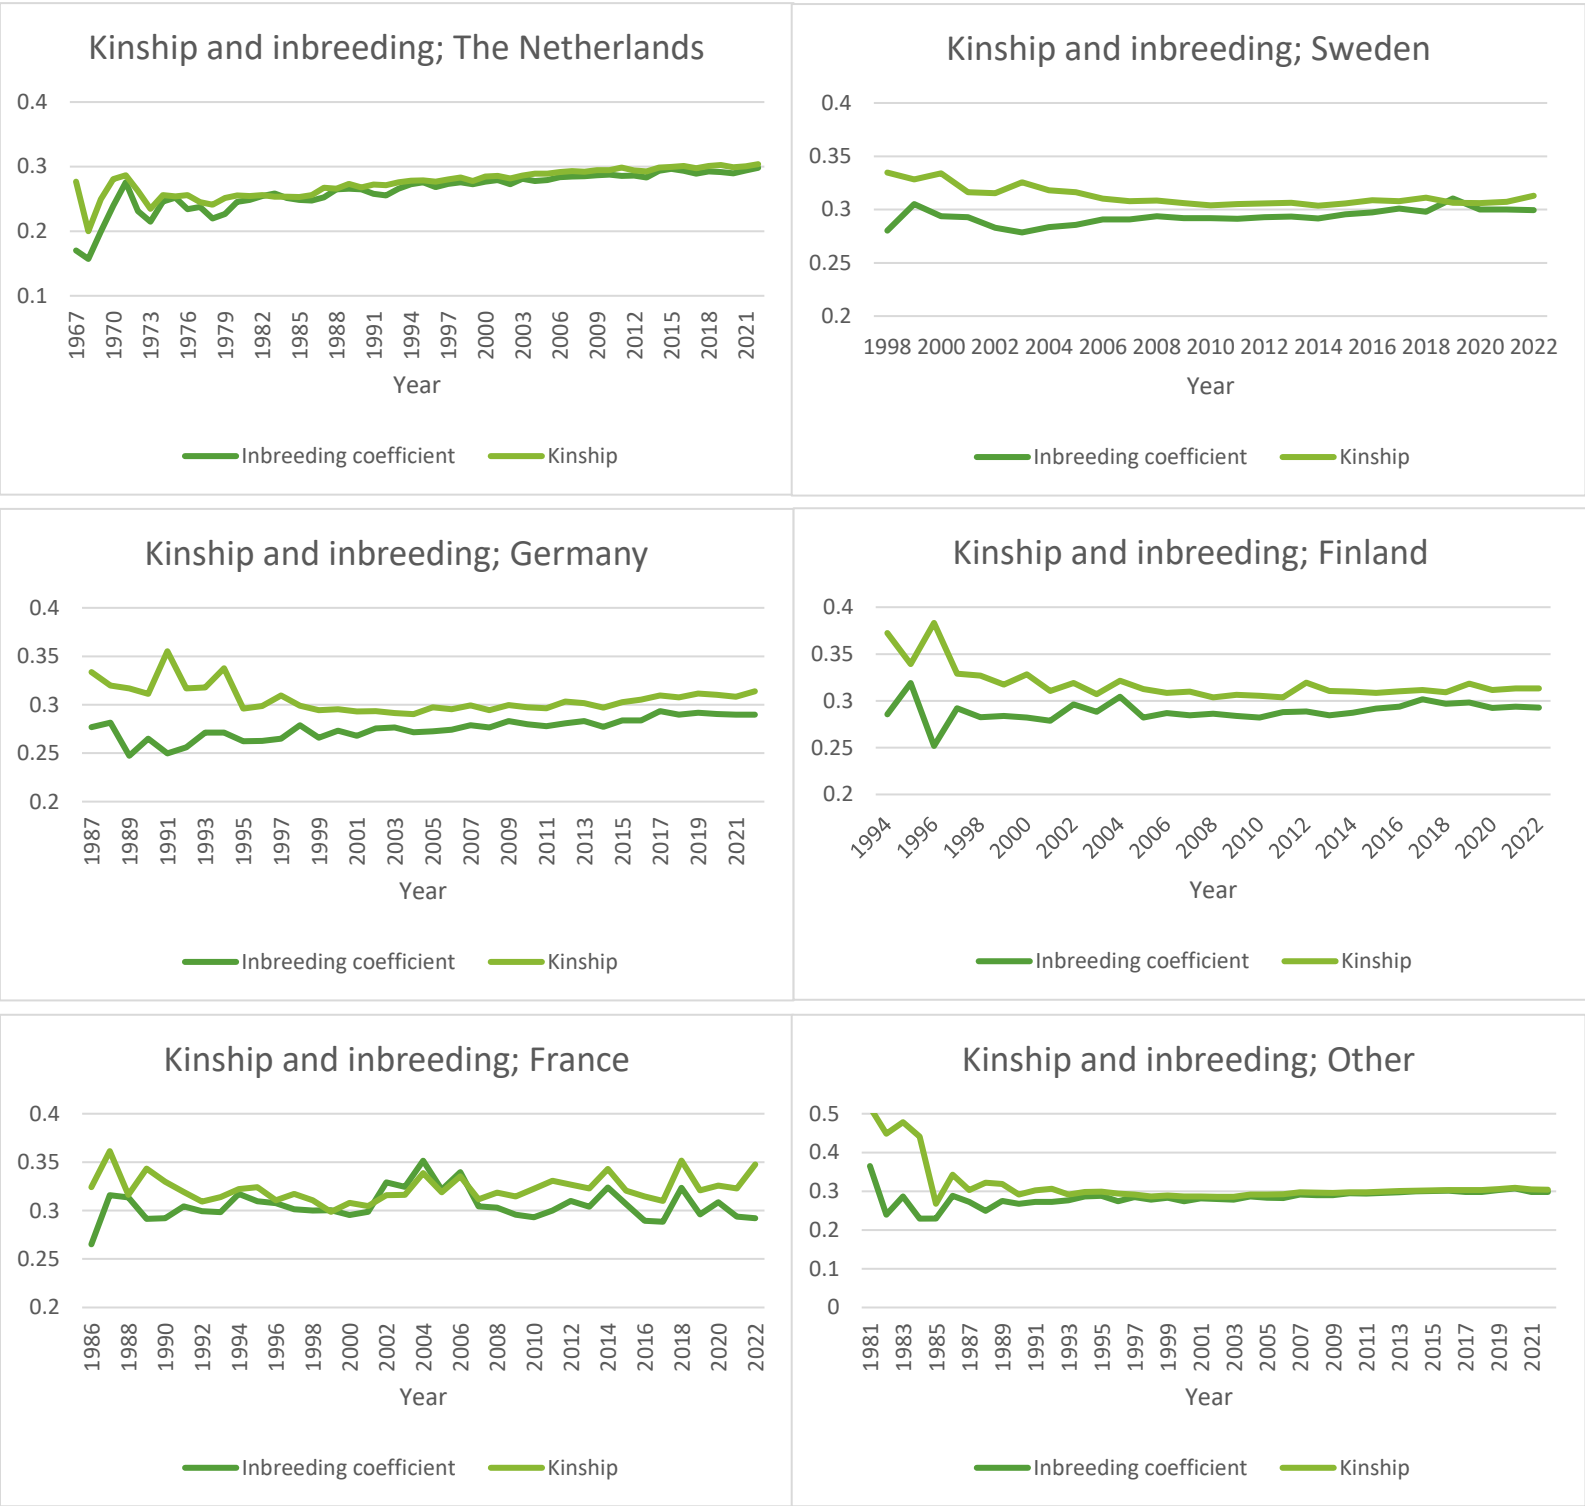 Kinship and inbreeding; The Netherlands
0.4
0.3
0.2
0.1
1967 1970 1973 1976 1979 1982 1985 1988 1991 1994 1997 2000 2003 2006 2009 2012 2015 2018 2021
Year
Inbreeding coefficient Kinship
Kinship and inbreeding; Sweden
0.4
0.35
0.3
0.25
0.2
1998 2000 2002 2004 2006 2008 2010 2012 2014 2016 2018 2020 2022
Year
Inbreeding coefficient Kinship
Kinship and inbreeding; Germany
0.4
0.35
0.3
0.25
0.2
1987 1989 1991 1993 1995 1997 1999 2001 2003 2005 2007 2009 2011 2013 2015 2017 2019 2021
Year
Inbreeding coefficient Kinship
Kinship and inbreeding; Finland
0.4
0.35
0.3
0.25
0.2
1994 1996 1998 2000 2002 2004 2006 2008 2010 2012 2014 2016 2018 2020 2022
Year
Inbreeding coefficient Kinship
Kinship and inbreeding; France
0.4
0.35
0.3
0.25
0.2
1986 1988 1990 1992 1994 1996 1998 2000 2002 2004 2006 2008 2010 2012 2014 2016 2018 2020 2022
Year
Inbreeding coefficient Kinship
Kinship and inbreeding; Other
0.5
0.4
0.3
0.2
0.1
0
1981 1983 1985 1987 1989 1991 1993 1995 1997 1999 2001 2003 2005 2007 2009 2011 2013 2015 2017 2019 2021
Year
Inbreeding coefficient Kinship